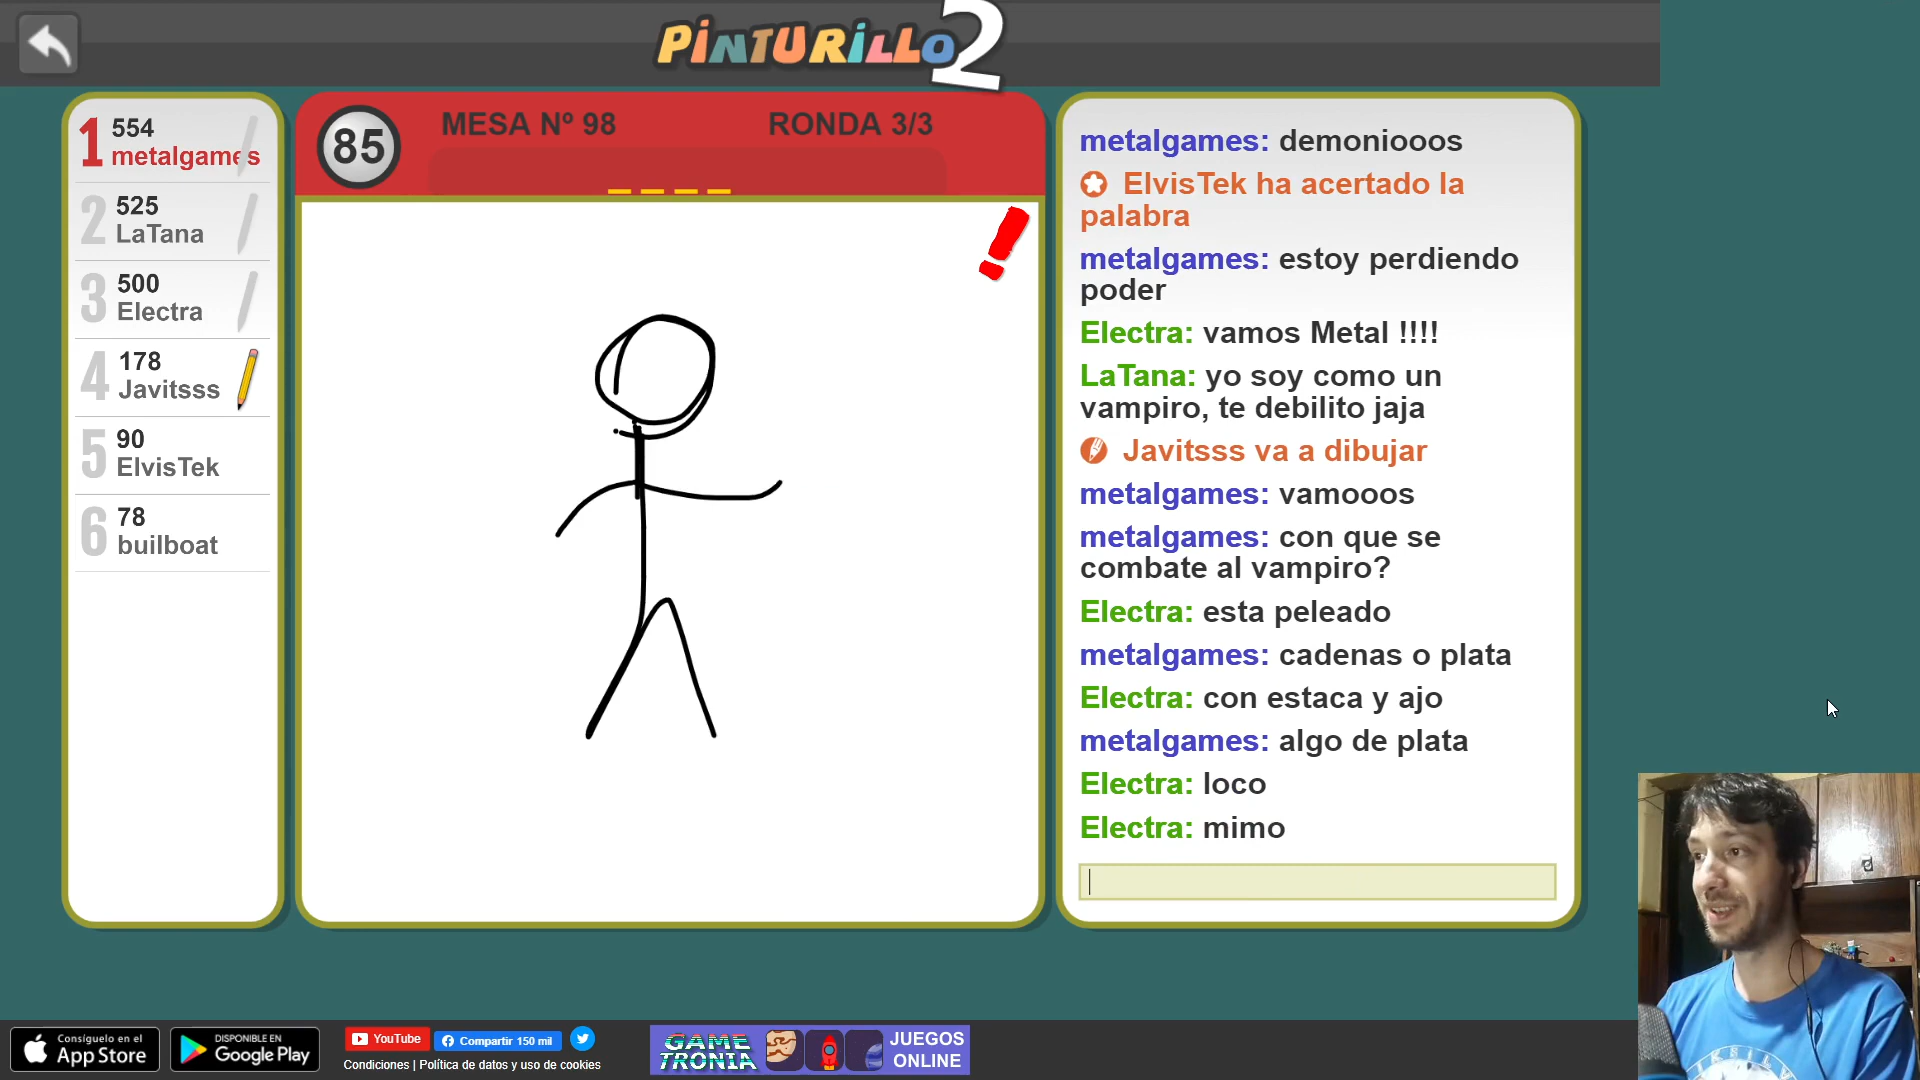 PINTURILLO 2
1 554
metalgames
2 525
LaTana
3 500
Electra
4 178
Javitsss
5 90
ElvisTek
6 78
builboat
85
MESA Nº 98
RONDA 3/3
metalgames: demoniooos
ElvisTek ha acertado la
palabra
metalgames: estoy perdiendo
poder
Electra: vamos Metal !!!!
LaTana: yo soy como un
vampiro, te debilito jaja
Javitsss va a dibujar
metalgames: vamooos
metalgames: con que se
combate al vampiro?
Electra: esta peleado
metalgames: cadenas o plata
Electra: con estaca y ajo
metalgames: algo de plata
Electra: loco
Electra: mimo
Consíguelo en el
App Store
DISPONIBLE EN
Google Play
YouTube
Compartir 150 mil
Condiciones | Política de datos y uso de cookies
GAME
TRONIA
JUEGOS
ONLINE